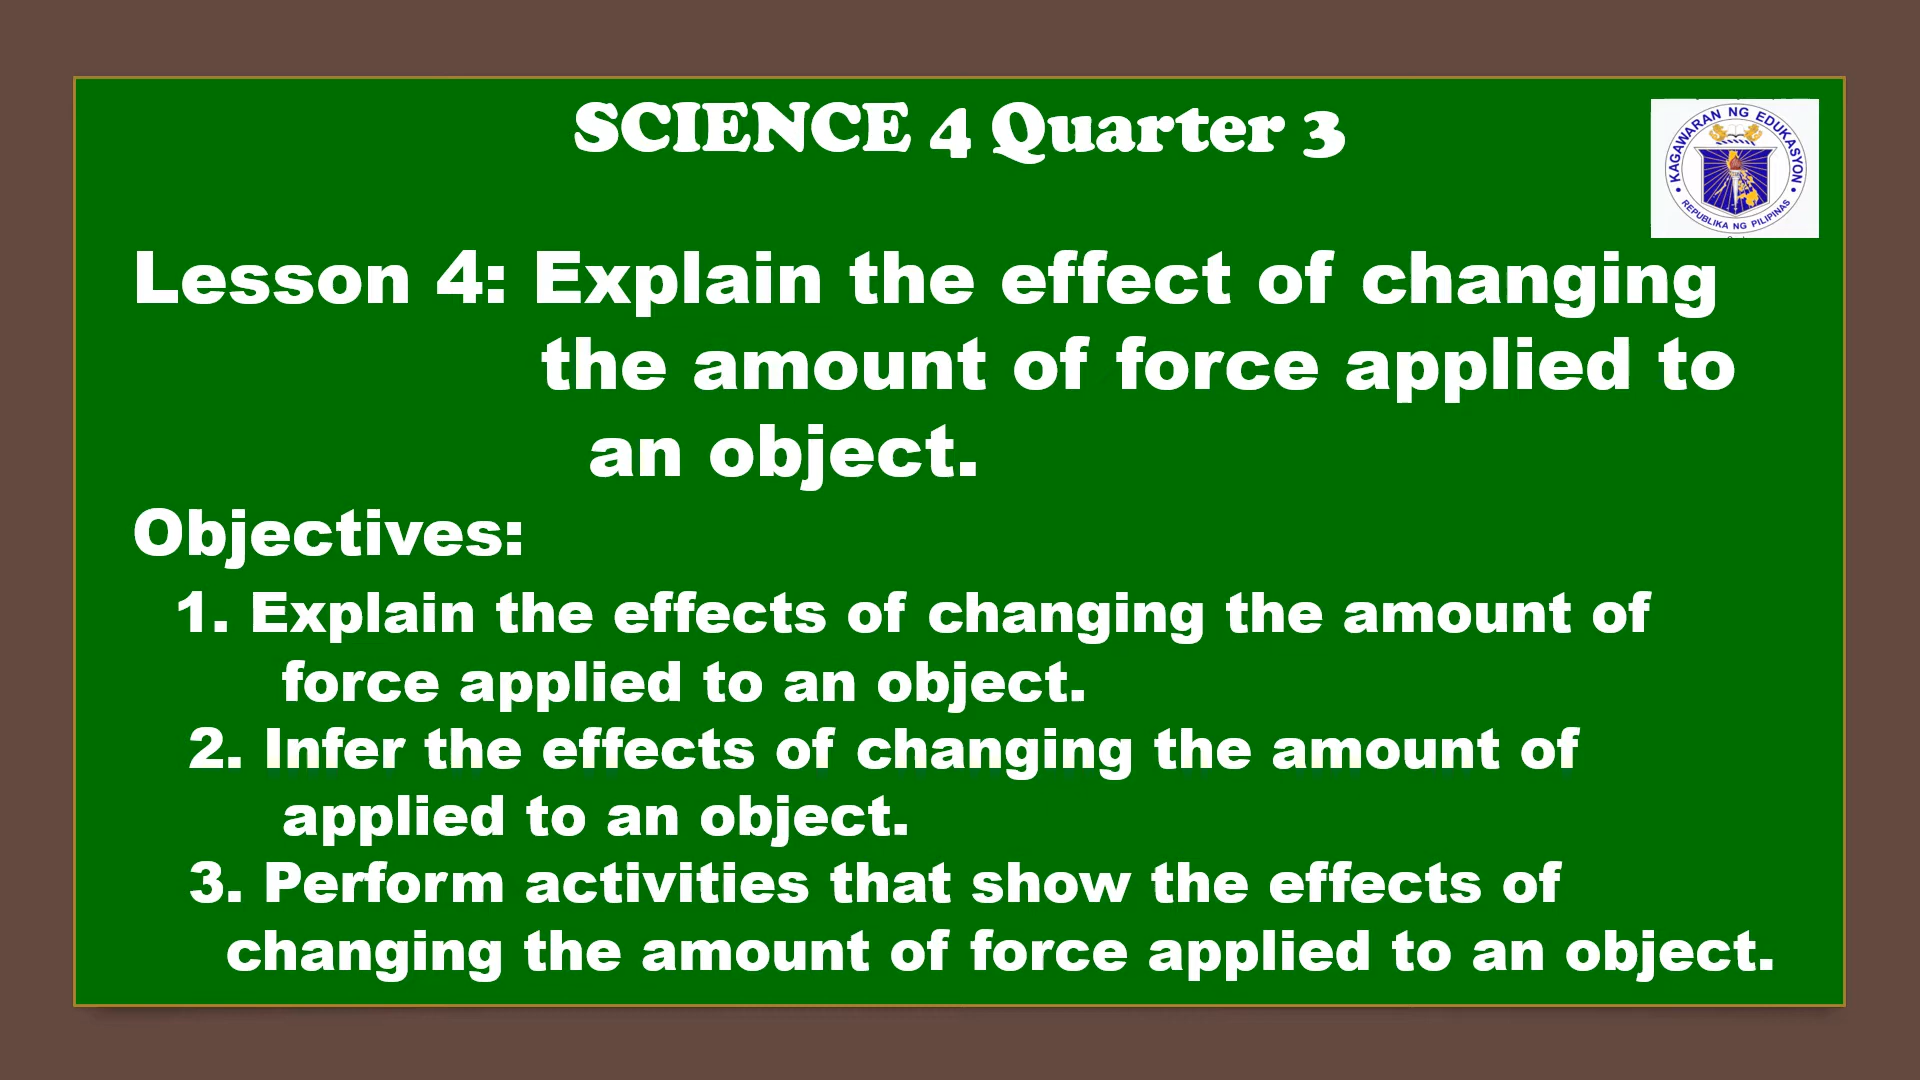 SCIENCE 4 Quarter 3
KAGAWARAN NG EDUKASYON
REPUBLIKA NG PILIPINAS
Lesson 4: Explain the effect of changing
the amount of force applied to
an object.
Objectives:
1. Explain the effects of changing the amount of
force applied to an object.
2. Infer the effects of changing the amount of
applied to an object.
3. Perform activities that show the effects of
changing the amount of force applied to an object.